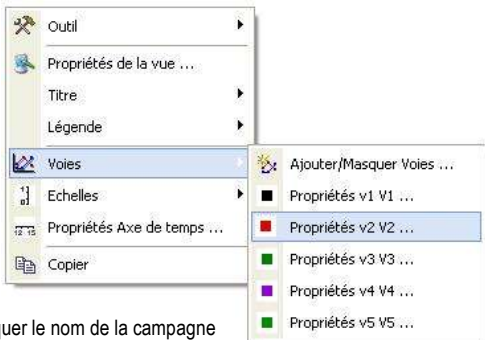 Outil
Propriétés de la vue ...
Titre
Légende
Voies
Echelles
Propriétés Axe de temps ...
Copier
Ajouter/Masquer Voies ...
Propriétés v1 V1 ...
Propriétés v2 V2 ...
Propriétés v3 V3 ...
Propriétés v4 V4 ...
Propriétés v5 V5 ...
quer le nom de la campagne